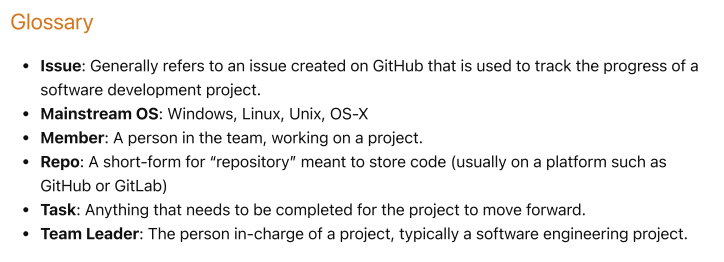 Glossary
• Issue: Generally refers to an issue created on GitHub that is used to track the progress of a
software development project.
• Mainstream OS: Windows, Linux, Unix, OS-X
• Member: A person in the team, working on a project.
• Repo: A short-form for “repository” meant to store code (usually on a platform such as
GitHub or GitLab)
• Task: Anything that needs to be completed for the project to move forward.
• Team Leader: The person in-charge of a project, typically a software engineering project.